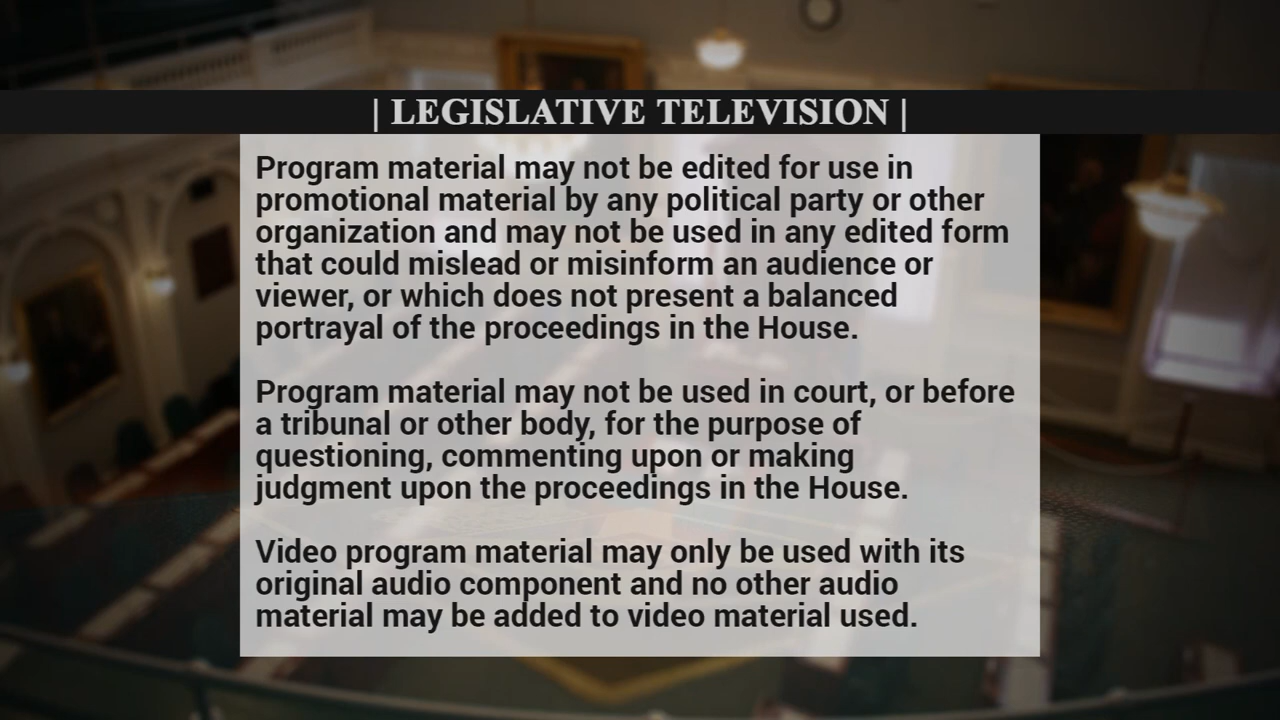 | LEGISLATIVE TELEVISION |
Program material may not be edited for use in
promotional material by any political party or other
organization and may not be used in any edited form
that could mislead or misinform an audience or
viewer, or which does not present a balanced
portrayal of the proceedings in the House.
Program material may not be used in court, or before
a tribunal or other body, for the purpose of
questioning, commenting upon or making
judgment upon the proceedings in the House.
Video program material may only be used with its
original audio component and no other audio
material may be added to video material used.